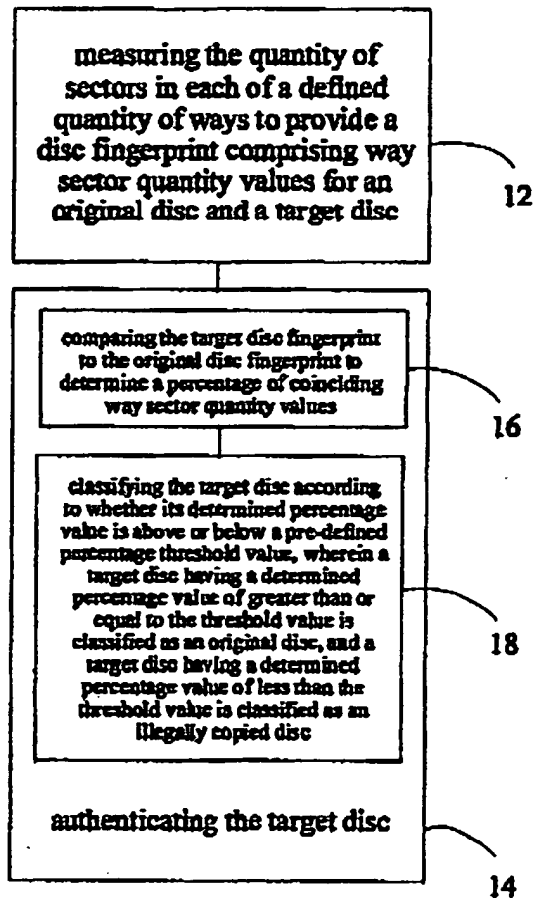 measuring the quantity of
sectors in each of a defined
quantity of ways to provide a
disc fingerprint comprising way
sector quantity values for an
original disc and a target disc
12
comparing the target disc fingerprint
to the original disc fingerprint to
determine a percentage of coinciding
way sector quantity values
16
classifying the target disc according
to whether its determined percentage
value is above or below a pre-defined
percentage threshold value, wherein a
target disc having a determined
percentage value of greater than or
equal to the threshold value is
classified as an original disc, and a
target disc having a determined
percentage value of less than the
threshold value is classified as an
illegally copied disc
18
authenticating the target disc
14